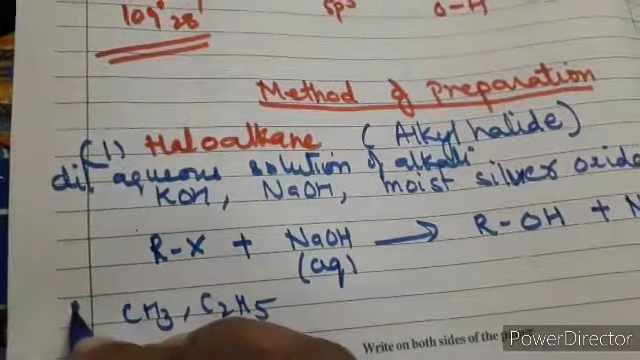 109° 28'
sp³ O-H
Method of preparation
(1) Haloalkane (Alkyl halide)
dil aqueous solution of alkali
KOH, NaOH, moist silver oxide
R-X + NaOH → R-OH + N
(aq)
CH3, C2H5
Write on both sides of the
PowerDirector